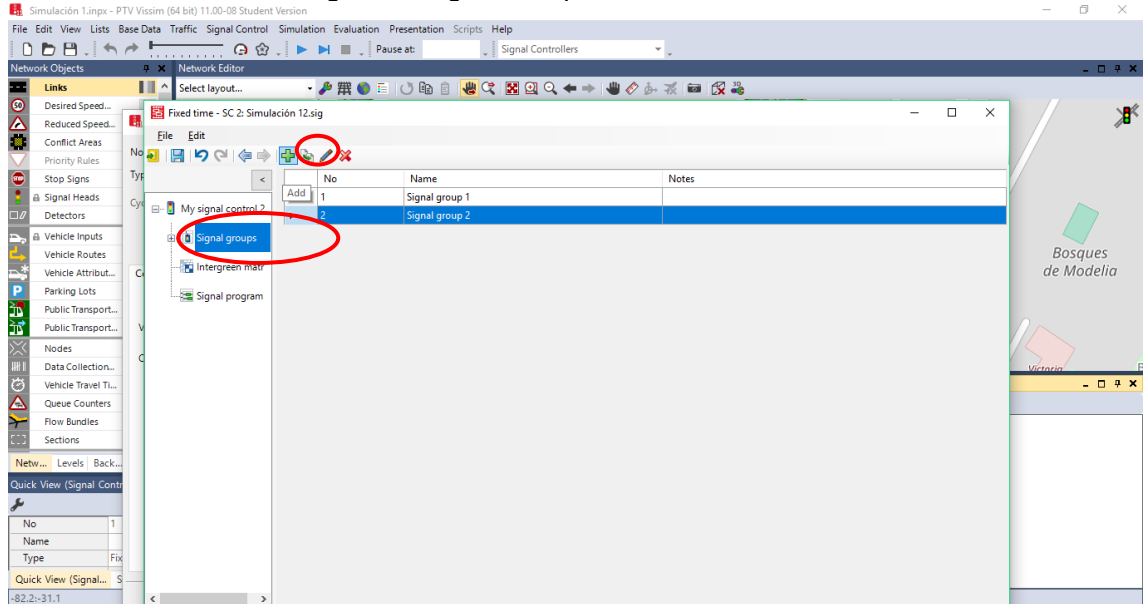 Simulación 1.inpx - PTV Vissim (64 bit) 11.00-08 Student Version
File Edit View Lists Base Data Traffic Signal Control Simulation Evaluation Presentation Scripts Help
Pause at: Signal Controllers
Network Objects
Network Editor
Select layout...
Links
Desired Speed...
Reduced Speed...
Conflict Areas
Priority Rules
Stop Signs
Signal Heads
Detectors
Vehicle Inputs
Vehicle Routes
Vehicle Attribut...
Parking Lots
Public Transport...
Public Transport...
Nodes
Data Collection...
Vehicle Travel Ti...
Queue Counters
Flow Bundles
Sections
Netw... Levels Back...
Quick View (Signal Contr
No 1
Name
Type Fix
Quick View (Signal... S
-82.2:-31.1
No
Typ
Cyc
Fixed time - SC 2: Simulación 12.sig
File Edit
<
Add
My signal control 2
Signal groups
Intergreen matr
Signal program
No Name Notes
1 Signal group 1
2 Signal group 2
< >
Bosques
de Modelia
Victoria